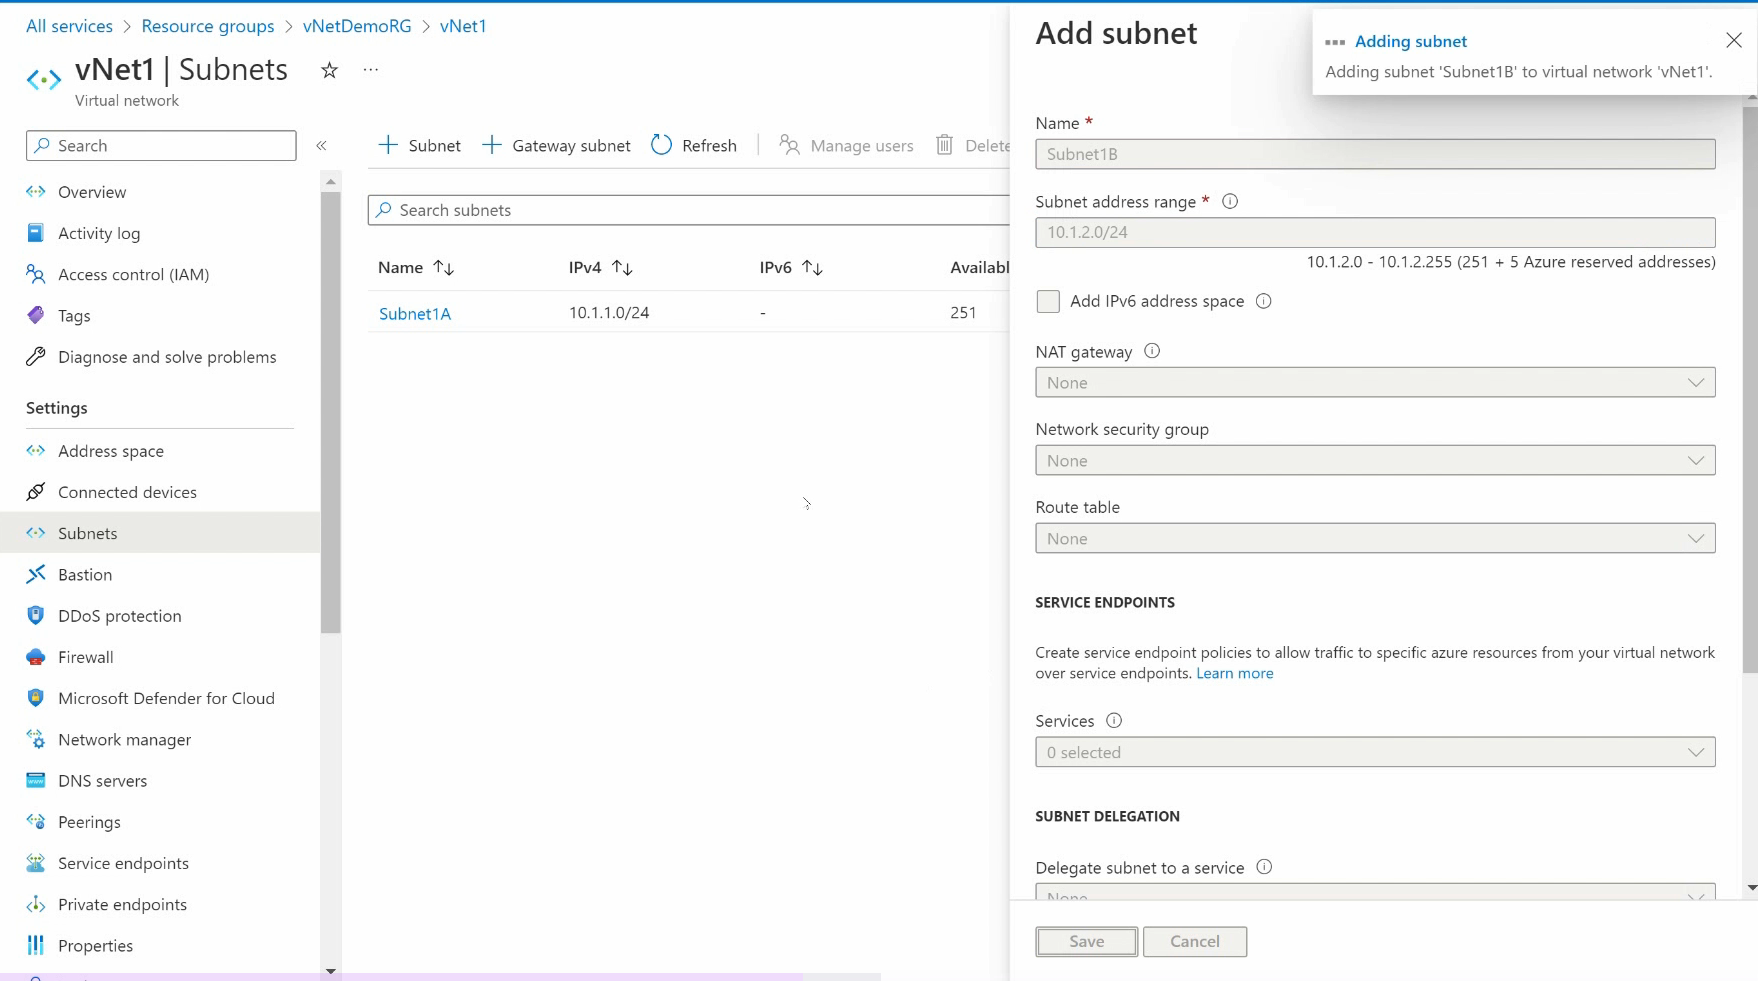 All services > Resource groups > vNetDemoRG > vNet1
vNet1 | Subnets
Virtual network
Search
Overview
Activity log
Access control (IAM)
Tags
Diagnose and solve problems
Settings
Address space
Connected devices
Subnets
Bastion
DDoS protection
Firewall
Microsoft Defender for Cloud
Network manager
DNS servers
Peerings
Service endpoints
Private endpoints
Properties
+ Subnet + Gateway subnet Refresh Manage users Delete
Search subnets
Name IPv4 IPv6 Availabl
Subnet1A 10.1.1.0/24 - 251
Add subnet
Adding subnet
Adding subnet 'Subnet1B' to virtual network 'vNet1'.
Name *
Subnet1B
Subnet address range *
10.1.2.0/24
10.1.2.0 - 10.1.2.255 (251 + 5 Azure reserved addresses)
Add IPv6 address space
NAT gateway
None
Network security group
None
Route table
None
SERVICE ENDPOINTS
Create service endpoint policies to allow traffic to specific azure resources from your virtual network
over service endpoints. Learn more
Services
0 selected
SUBNET DELEGATION
Delegate subnet to a service
None
Save Cancel